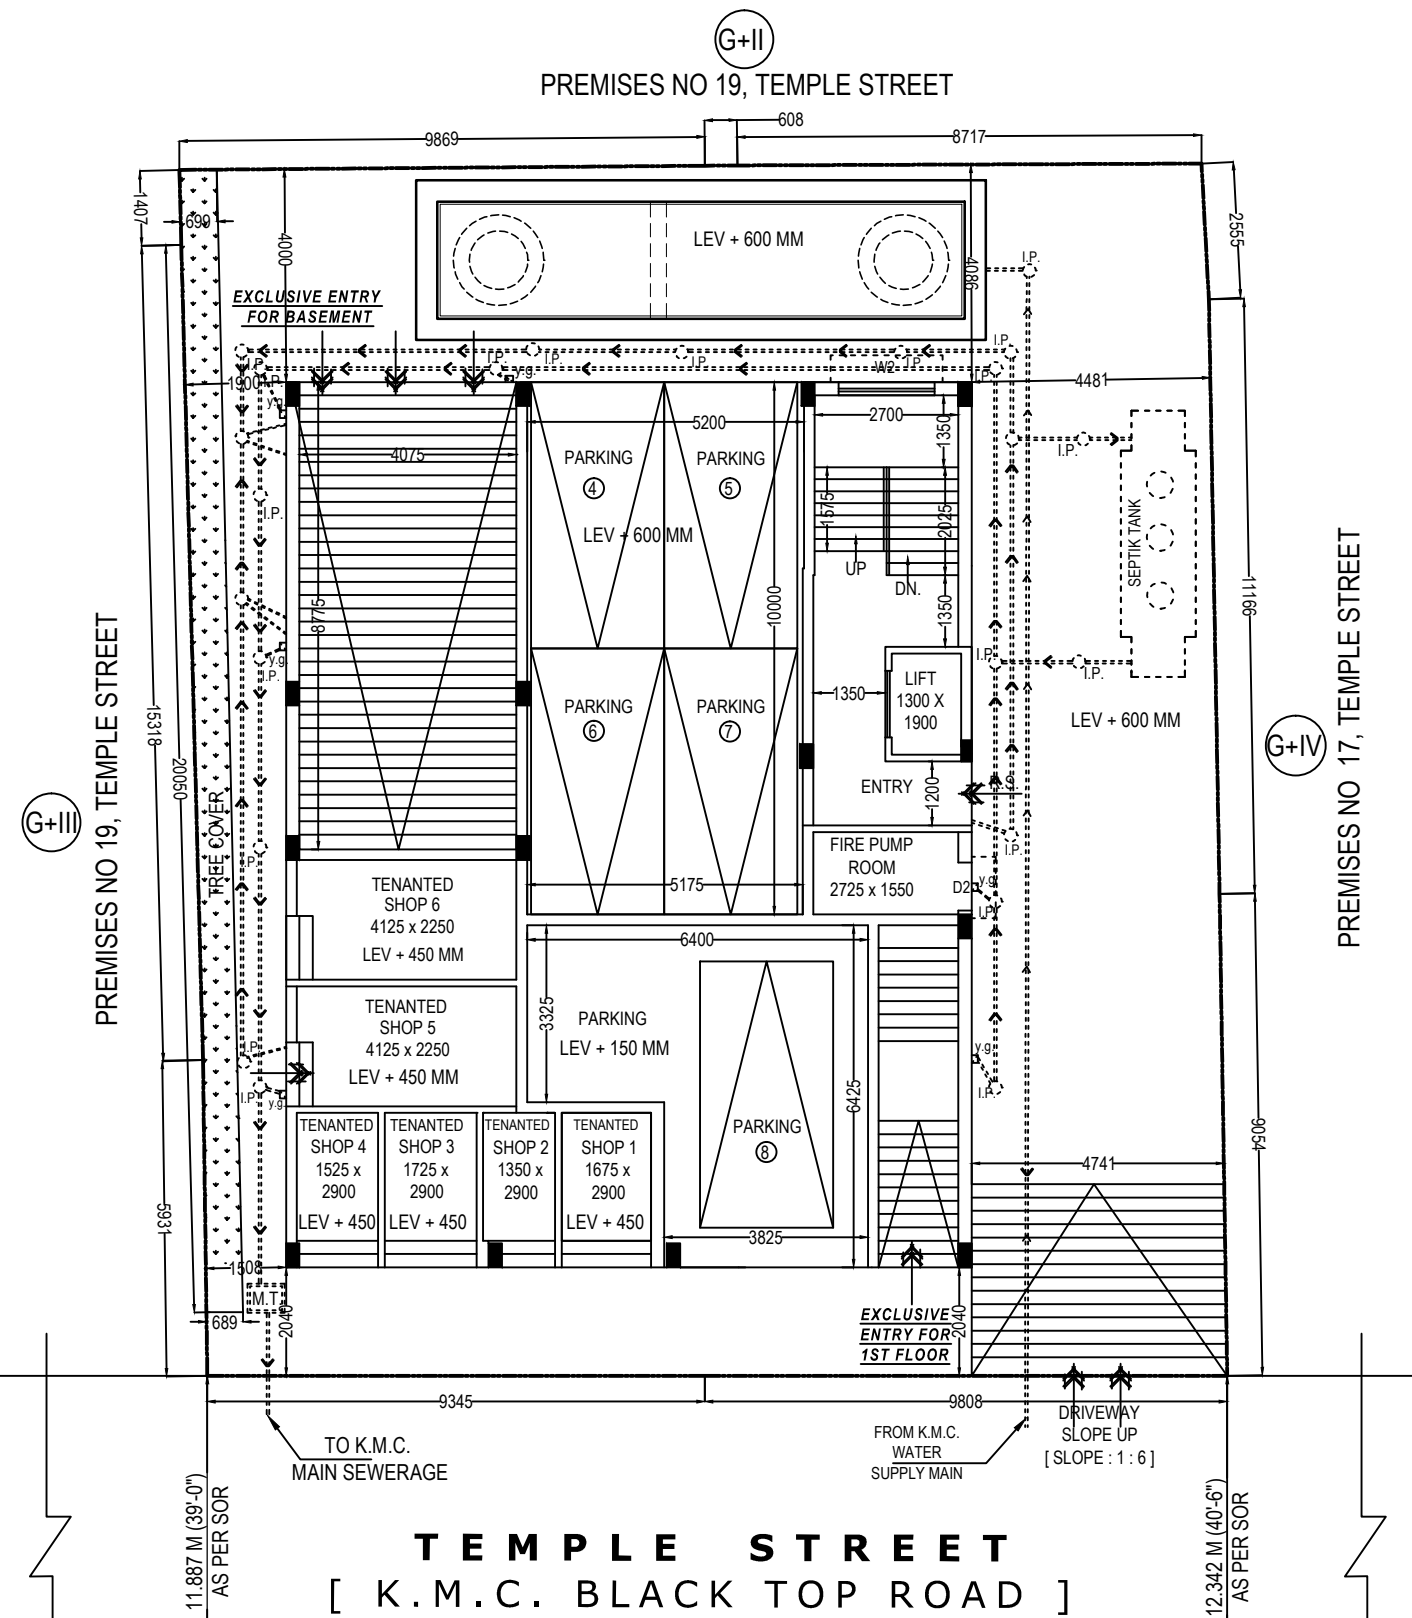 G+II
PREMISES NO 19, TEMPLE STREET
608
9869
8717
1407
699
4000
LEV + 600 MM
4086
2555
I.P.
EXCLUSIVE ENTRY
FOR BASEMENT
I.P.
I.P.
I.P.
I.P.
I.P.
y.g.
W2
1900
I.P.
y.g.
I.P.
4481
5200
2700
1350
4075
PARKING
4
PARKING
5
I.P.
I.P.
1575
2025
LEV + 600 MM
UP
DN.
SEPTIK TANK
11166
8775
10000
1350
y.g.
I.P.
I.P.
I.P.
LIFT
1300 X
1900
1350
PARKING
6
PARKING
7
LEV + 600 MM
G+IV
PREMISES NO 17, TEMPLE STREET
15318
20050
G+III
PREMISES NO 19, TEMPLE STREET
TREE COVER
ENTRY
1200
I.P.
I.P.
FIRE PUMP
ROOM
2725 x 1550
D2
y.g.
I.P.
5175
TENANTED
SHOP 6
4125 x 2250
LEV + 450 MM
6400
3325
PARKING
LEV + 150 MM
TENANTED
SHOP 5
4125 x 2250
LEV + 450 MM
I.P.
I.P.
y.g.
y.g.
I.P.
6425
PARKING
8
TENANTED
SHOP 4
1525 x
2900
LEV + 450
TENANTED
SHOP 3
1725 x
2900
LEV + 450
TENANTED
SHOP 2
1350 x
2900
TENANTED
SHOP 1
1675 x
2900
LEV + 450
9054
4741
5931
3825
1508
M.T.
689
2040
EXCLUSIVE
ENTRY FOR
1ST FLOOR
2040
9345
9808
TO K.M.C.
MAIN SEWERAGE
FROM K.M.C.
WATER
SUPPLY MAIN
DRIVEWAY
SLOPE UP
[ SLOPE : 1 : 6 ]
11.887 M (39'-0")
AS PER SOR
12.342 M (40'-6")
AS PER SOR
TEMPLE STREET
[ K.M.C. BLACK TOP ROAD ]